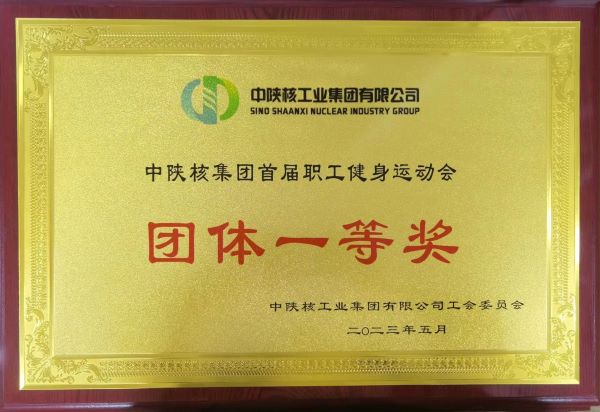 中陕核工业集团有限公司
SINO SHAANXI NUCLEAR INDUSTRY GROUP
中陕核集团首届职工健身运动会
团体一等奖
中陕核工业集团有限公司工会委员会
二〇二三年五月